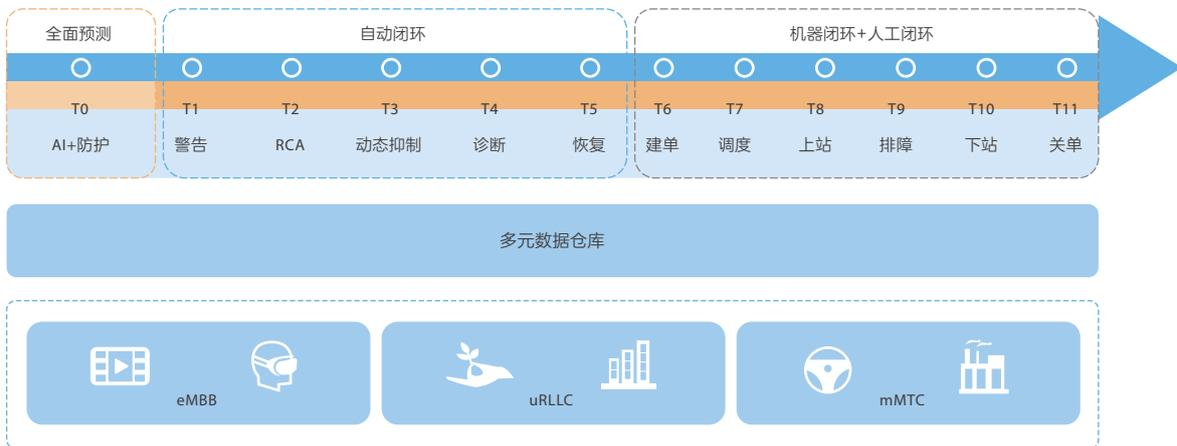 全面预测 自动闭环 机器闭环+人工闭环
T0 T1 T2 T3 T4 T5 T6 T7 T8 T9 T10 T11
AI+防护 警告 RCA 动态抑制 诊断 恢复 建单 调度 上站 排障 下站 关单
多元数据仓库
eMBB uRLLC mMTC